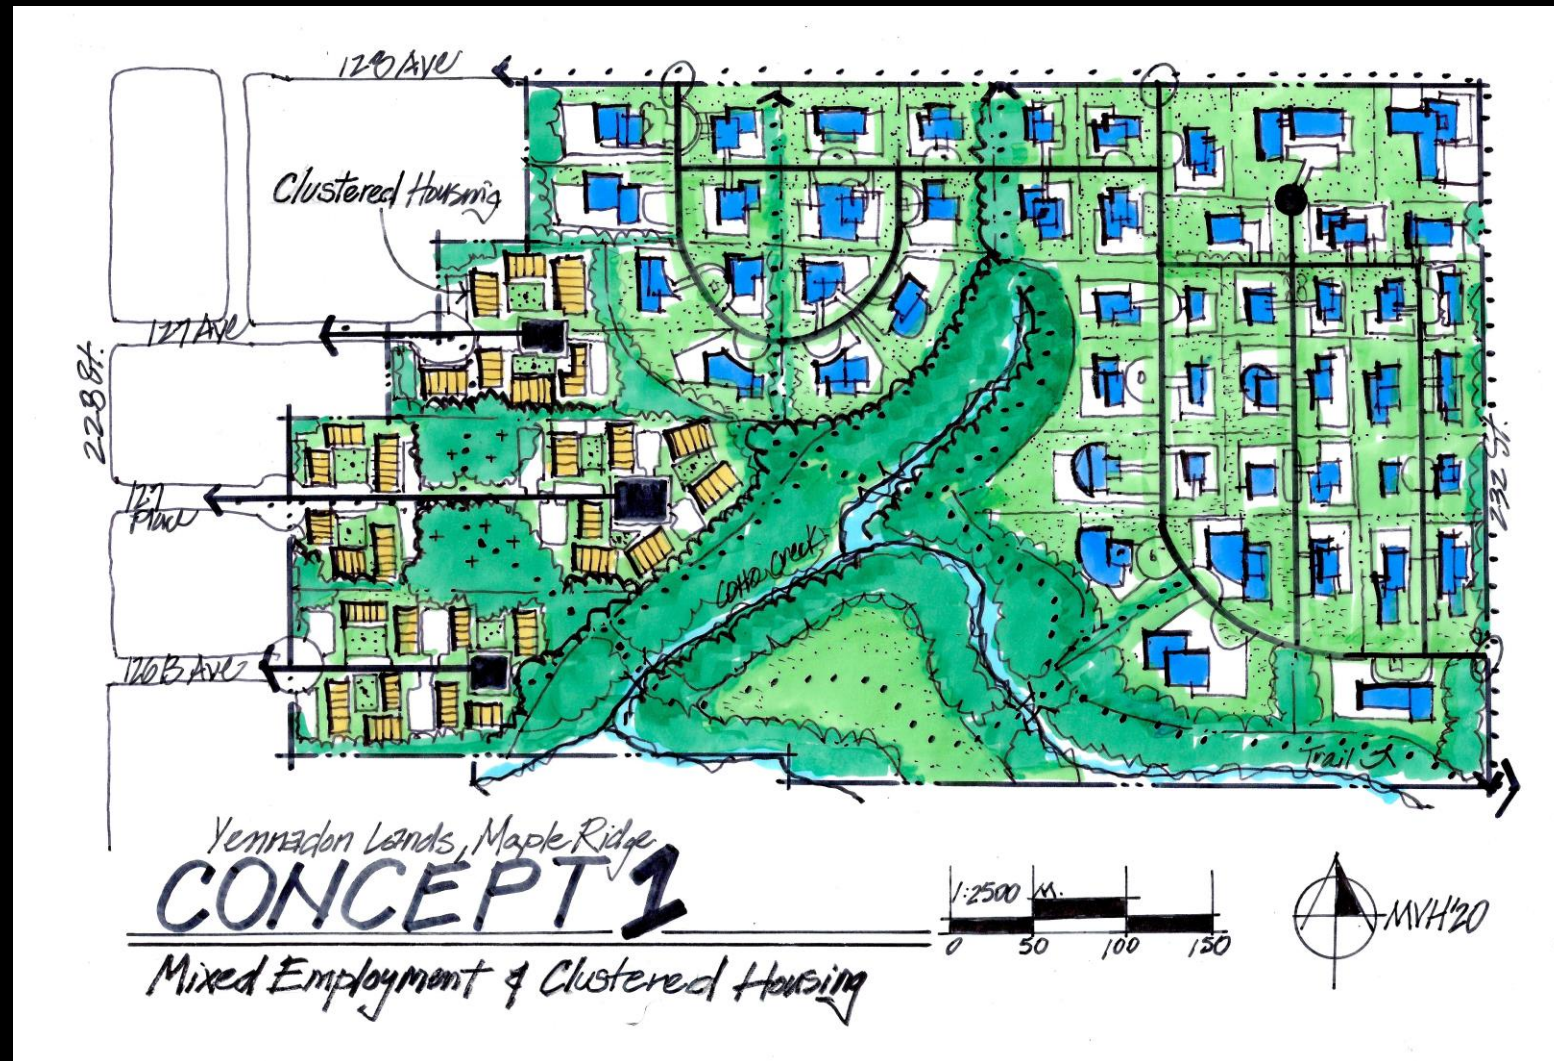 128 Ave
Clustered Housing
127 Ave
228 St.
127
Place
126B Ave
Coho Creek
232 St.
Trail
Yennadon Lands, Maple Ridge
CONCEPT 1
Mixed Employment & Clustered Housing
1:2500 M.
0 50 100 150
MVH'20